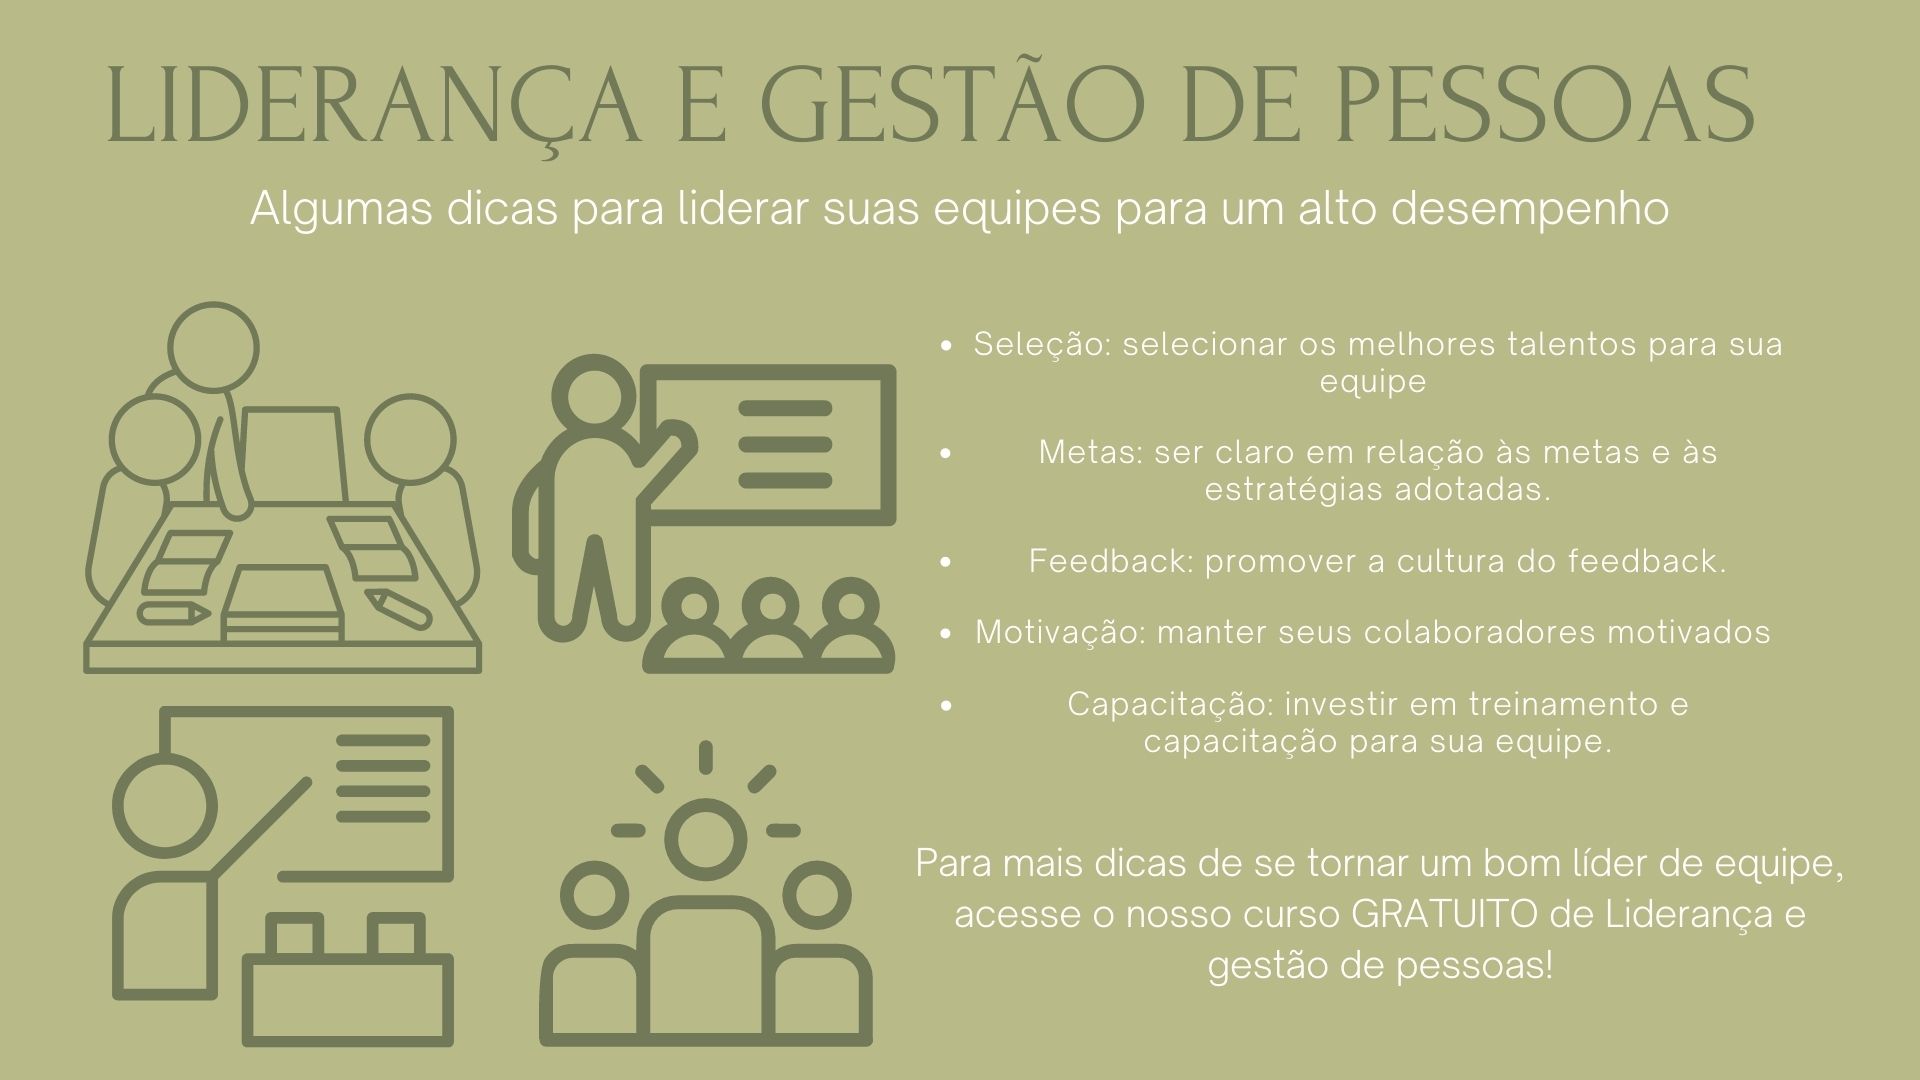 LIDERANÇA E GESTÃO DE PESSOAS
Algumas dicas para liderar suas equipes para um alto desempenho
• Seleção: selecionar os melhores talentos para sua
equipe
• Metas: ser claro em relação às metas e às
estratégias adotadas.
• Feedback: promover a cultura do feedback.
• Motivação: manter seus colaboradores motivados
• Capacitação: investir em treinamento e
capacitação para sua equipe.
Para mais dicas de se tornar um bom líder de equipe,
acesse o nosso curso GRATUITO de Liderança e
gestão de pessoas!